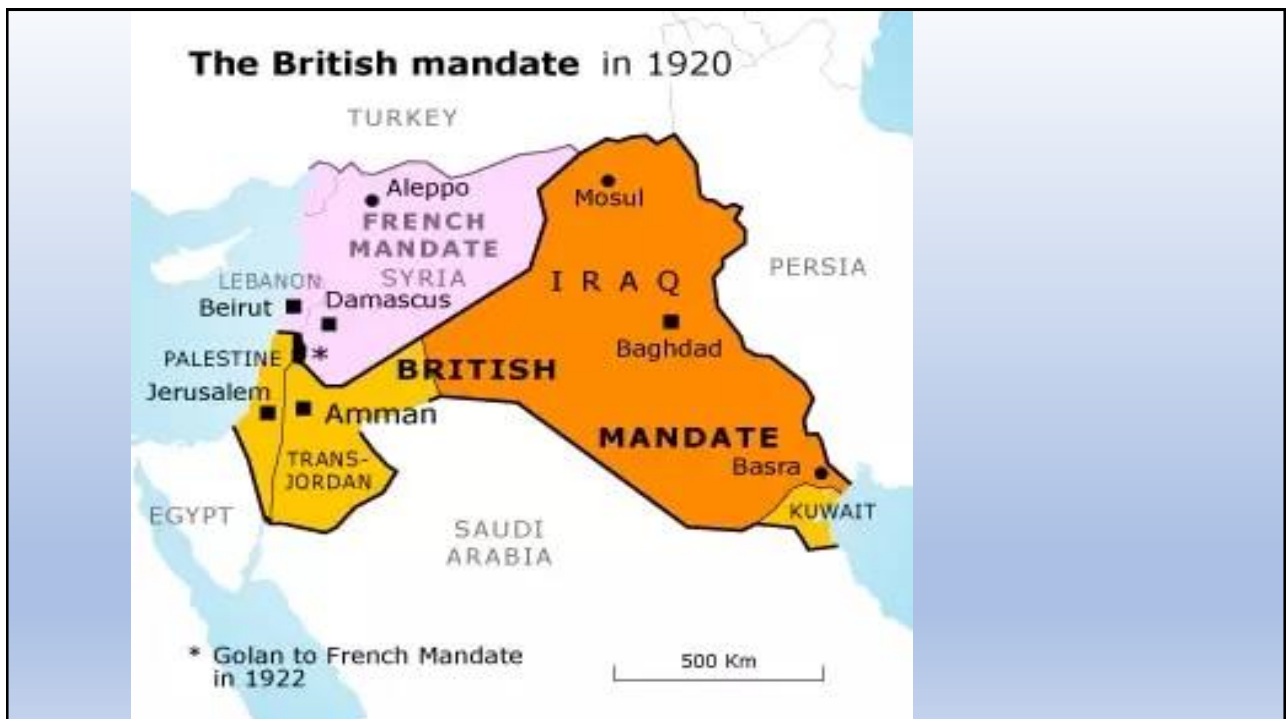 The British mandate in 1920
TURKEY
Aleppo
Mosul
FRENCH
MANDATE
SYRIA
LEBANON
PERSIA
I R A Q
Beirut
Damascus
Baghdad
PALESTINE
*
BRITISH
Jerusalem
Amman
MANDATE
TRANS-
JORDAN
Basra
EGYPT
KUWAIT
SAUDI
ARABIA
* Golan to French Mandate
in 1922
500 Km